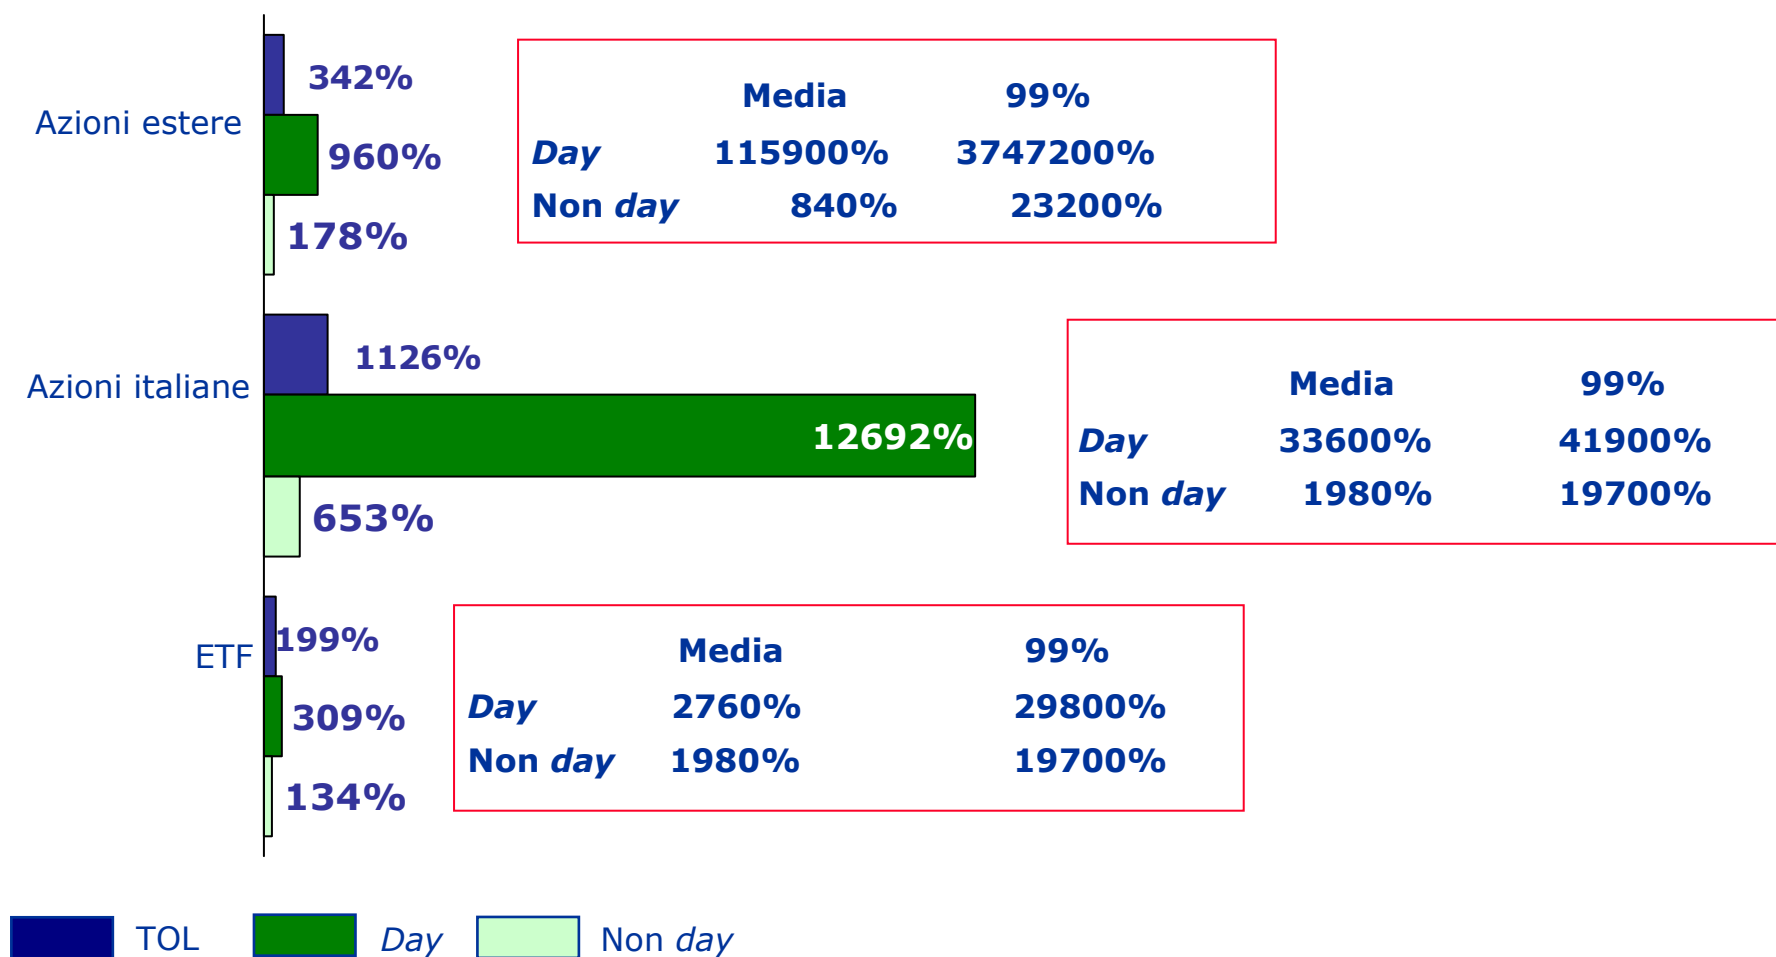 342%
Azioni estere
960%
178%
Media 99%
Day 115900% 3747200%
Non day 840% 23200%
1126%
Azioni italiane
12692%
653%
Media 99%
Day 33600% 41900%
Non day 1980% 19700%
199%
ETF
309%
134%
Media 99%
Day 2760% 29800%
Non day 1980% 19700%
TOL Day Non day